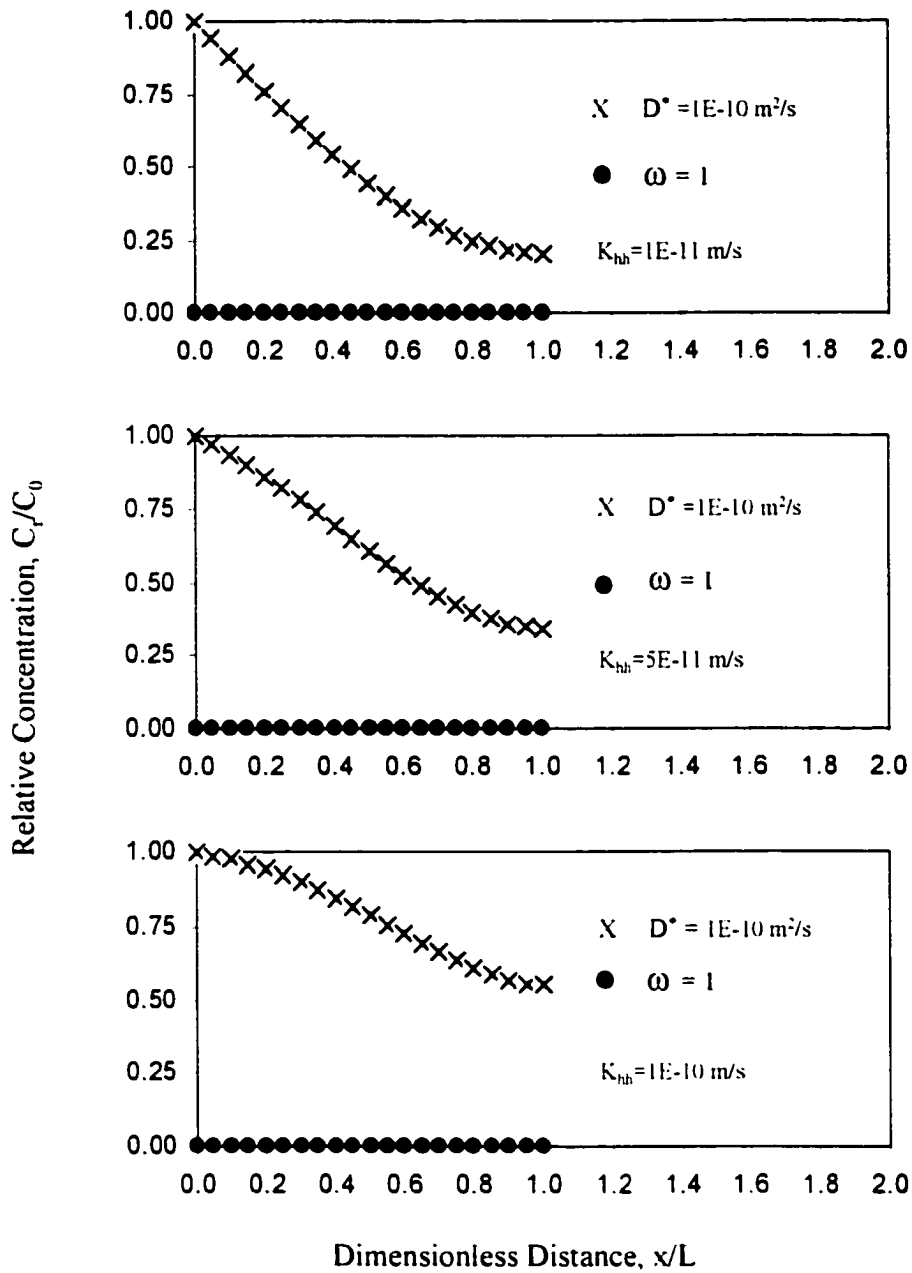 1.00
0.75
0.50
0.25
0.00
X D* =1E-10 m²/s
● ω = 1
Khh=1E-11 m/s
0.0 0.2 0.4 0.6 0.8 1.0 1.2 1.4 1.6 1.8 2.0
Relative Concentration, Cr/C0
1.00
0.75
0.50
0.25
0.00
X D* =1E-10 m²/s
● ω = 1
Khh=5E-11 m/s
0.0 0.2 0.4 0.6 0.8 1.0 1.2 1.4 1.6 1.8 2.0
1.00
0.75
0.50
0.25
0.00
X D* = 1E-10 m²/s
● ω = 1
Khh=1E-10 m/s
0.0 0.2 0.4 0.6 0.8 1.0 1.2 1.4 1.6 1.8 2.0
Dimensionless Distance, x/L